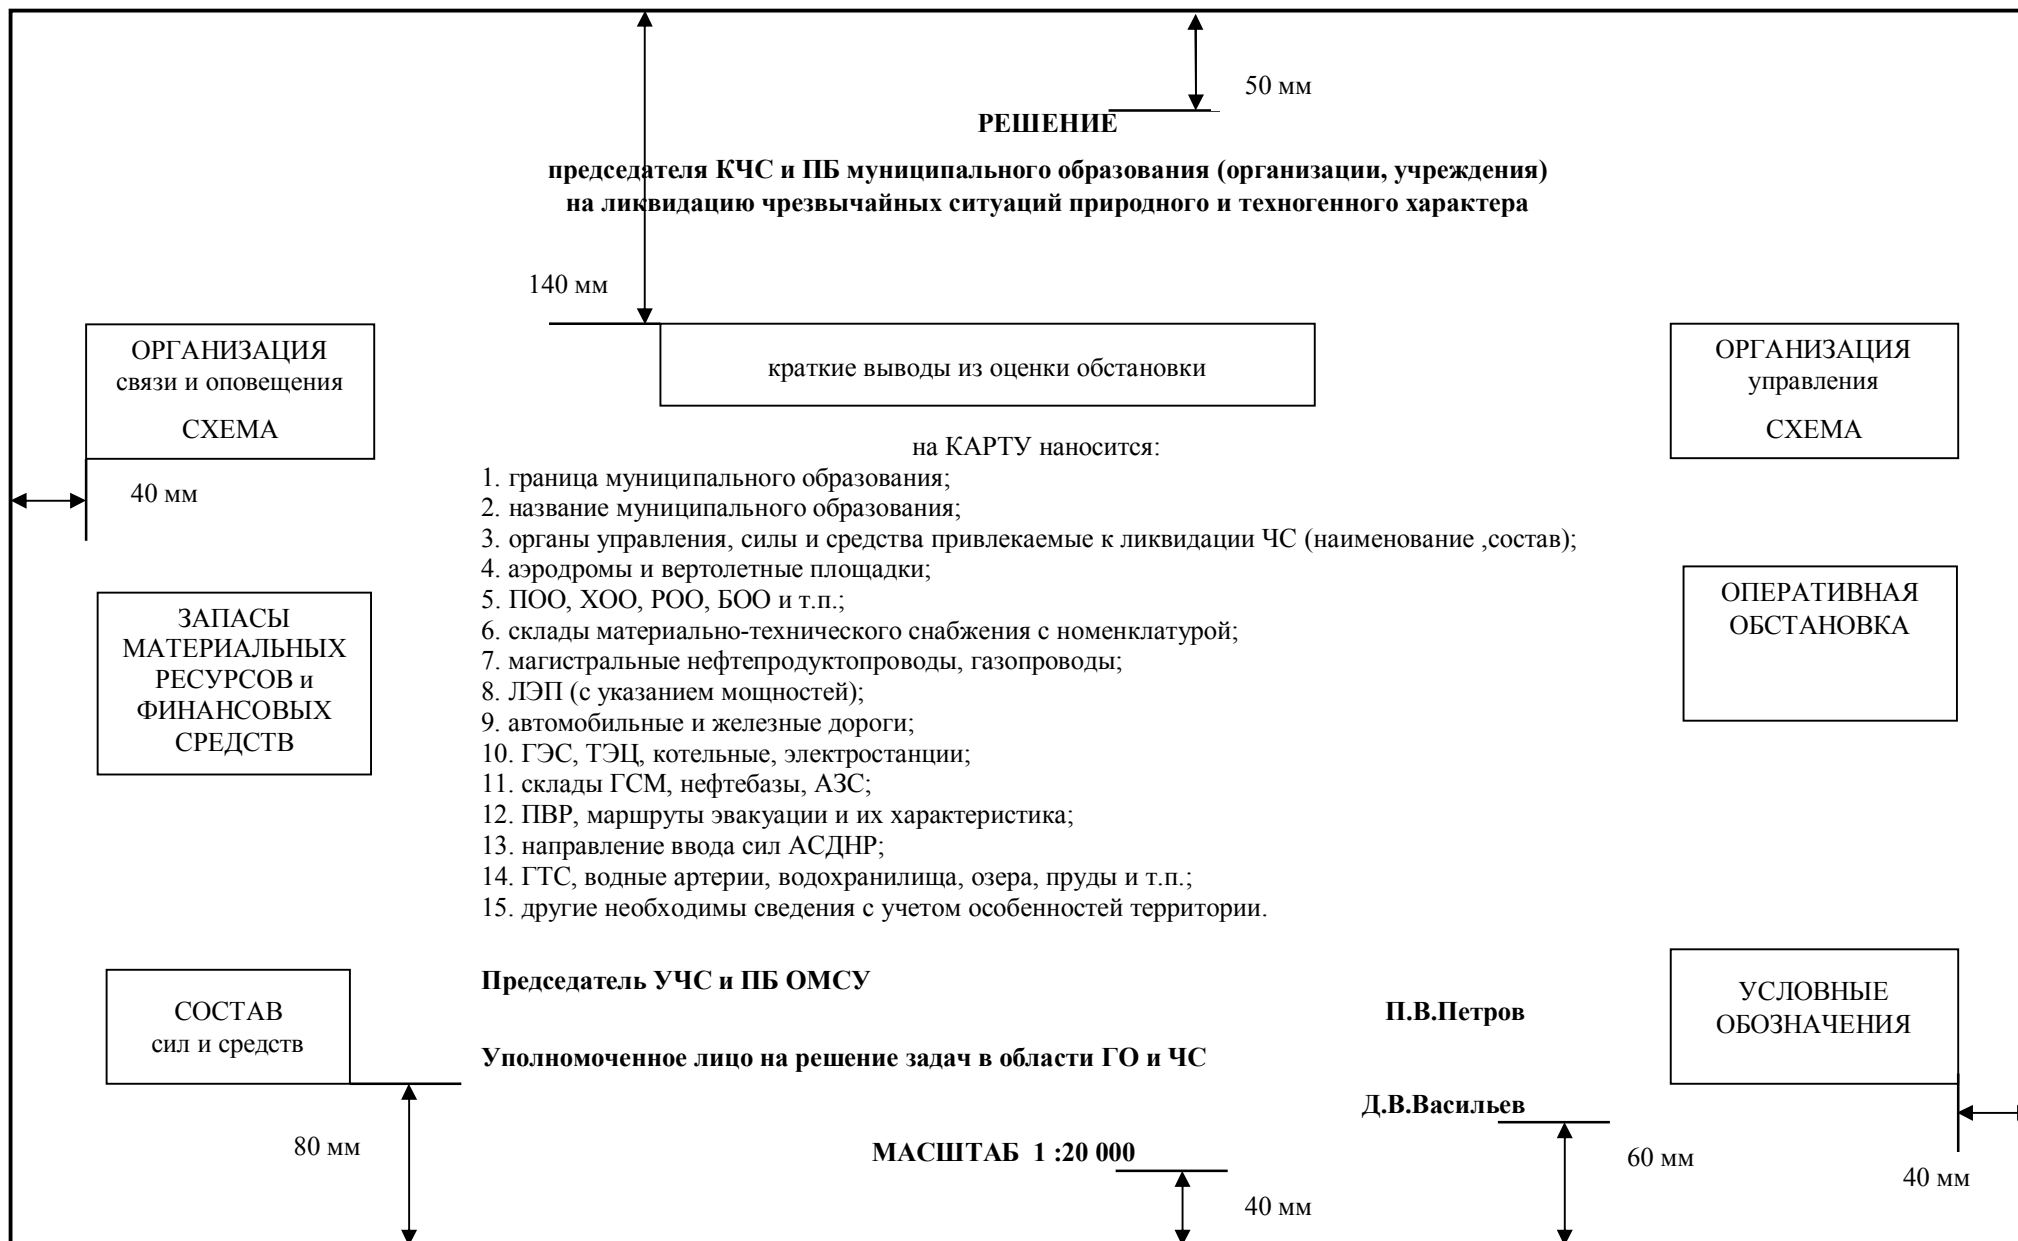 50 мм
РЕШЕНИЕ
председателя КЧС и ПБ муниципального образования (организации, учреждения)
на ликвидацию чрезвычайных ситуаций природного и техногенного характера
140 мм
ОРГАНИЗАЦИЯ
связи и оповещения
СХЕМА
краткие выводы из оценки обстановки
ОРГАНИЗАЦИЯ
управления
СХЕМА
40 мм
на КАРТУ наносится:
1. граница муниципального образования;
2. название муниципального образования;
3. органы управления, силы и средства привлекаемые к ликвидации ЧС (наименование ,состав);
4. аэродромы и вертолетные площадки;
5. ПОО, ХОО, РОО, БОО и т.п.;
6. склады материально-технического снабжения с номенклатурой;
7. магистральные нефтепродуктопроводы, газопроводы;
8. ЛЭП (с указанием мощностей);
9. автомобильные и железные дороги;
10. ГЭС, ТЭЦ, котельные, электростанции;
11. склады ГСМ, нефтебазы, АЗС;
12. ПВР, маршруты эвакуации и их характеристика;
13. направление ввода сил АСДНР;
14. ГТС, водные артерии, водохранилища, озера, пруды и т.п.;
15. другие необходимы сведения с учетом особенностей территории.
ЗАПАСЫ
МАТЕРИАЛЬНЫХ
РЕСУРСОВ и
ФИНАНСОВЫХ
СРЕДСТВ
ОПЕРАТИВНАЯ
ОБСТАНОВКА
СОСТАВ
сил и средств
Председатель УЧС и ПБ ОМСУ
П.В.Петров
Уполномоченное лицо на решение задач в области ГО и ЧС
Д.В.Васильев
УСЛОВНЫЕ
ОБОЗНАЧЕНИЯ
80 мм
МАСШТАБ 1 :20 000
40 мм
60 мм
40 мм